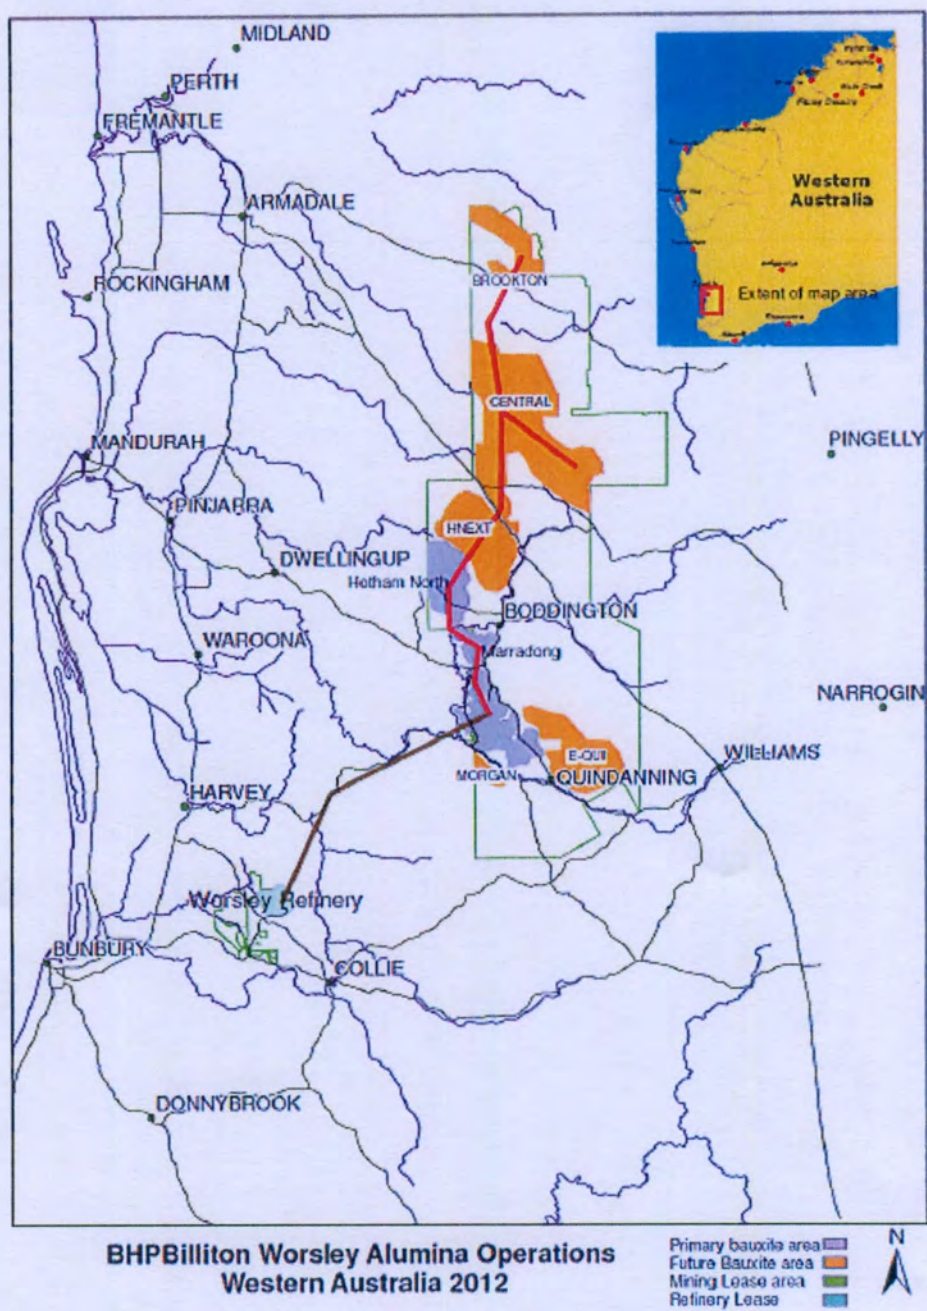 MIDLAND
PERTH
FREMANTLE
ARMADALE
Western
Australia
ROCKINGHAM
BROOKTON
Extent of map area
CENTRAL
MANDURAH
PINGELLY
PINJARRA
HNEXT
DWELLINGUP
Hotham North
BODDINGTON
WAROONA
Marradong
NARROGIN
E-QUI
WILLIAMS
MORGAN
QUINDANNING
HARVEY
Worsley Refinery
BUNBURY
COLLIE
DONNYBROOK
BHPBilliton Worsley Alumina Operations
Western Australia 2012
Primary bauxite area
Future Bauxite area
Mining Lease area
Refinery Lease
N